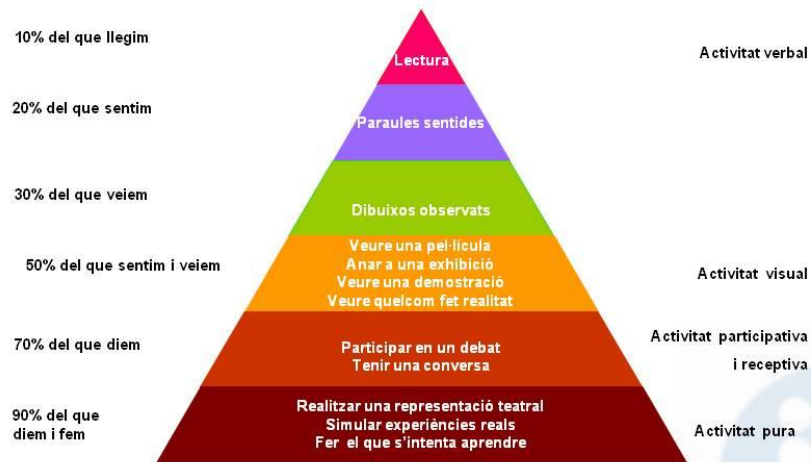 10% del que llegim
Lectura
Activitat verbal
20% del que sentim
Paraules sentides
30% del que veiem
Dibuixos observats
50% del que sentim i veiem
Veure una pel·lícula
Anar a una exhibició
Veure una demostració
Veure quelcom fet realitat
Activitat visual
70% del que diem
Participar en un debat
Tenir una conversa
Activitat participativa
i receptiva
90% del que
diem i fem
Realitzar una representació teatral
Simular experiències reals
Fer el que s'intenta aprendre
Activitat pura